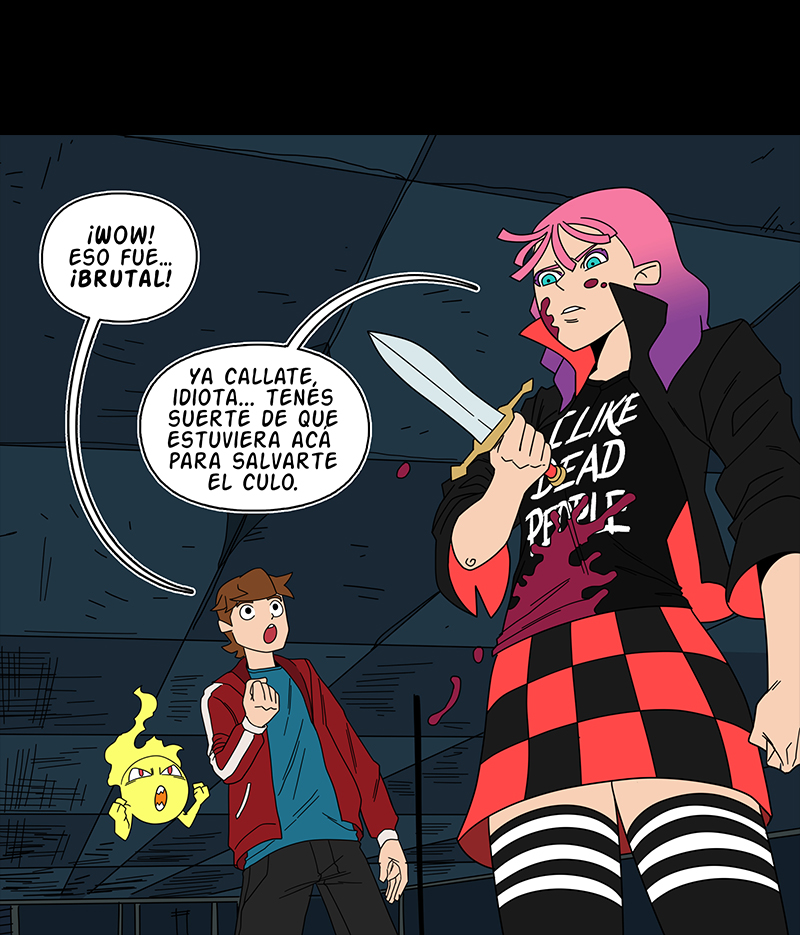 ¡WOW!
ESO FUE...
¡BRUTAL!
YA CALLATE,
IDIOTA... TENÉS
SUERTE DE QUE
ESTUVIERA ACÁ
PARA SALVARTE
EL CULO.
I LIKE
DEAD
PEOPLE